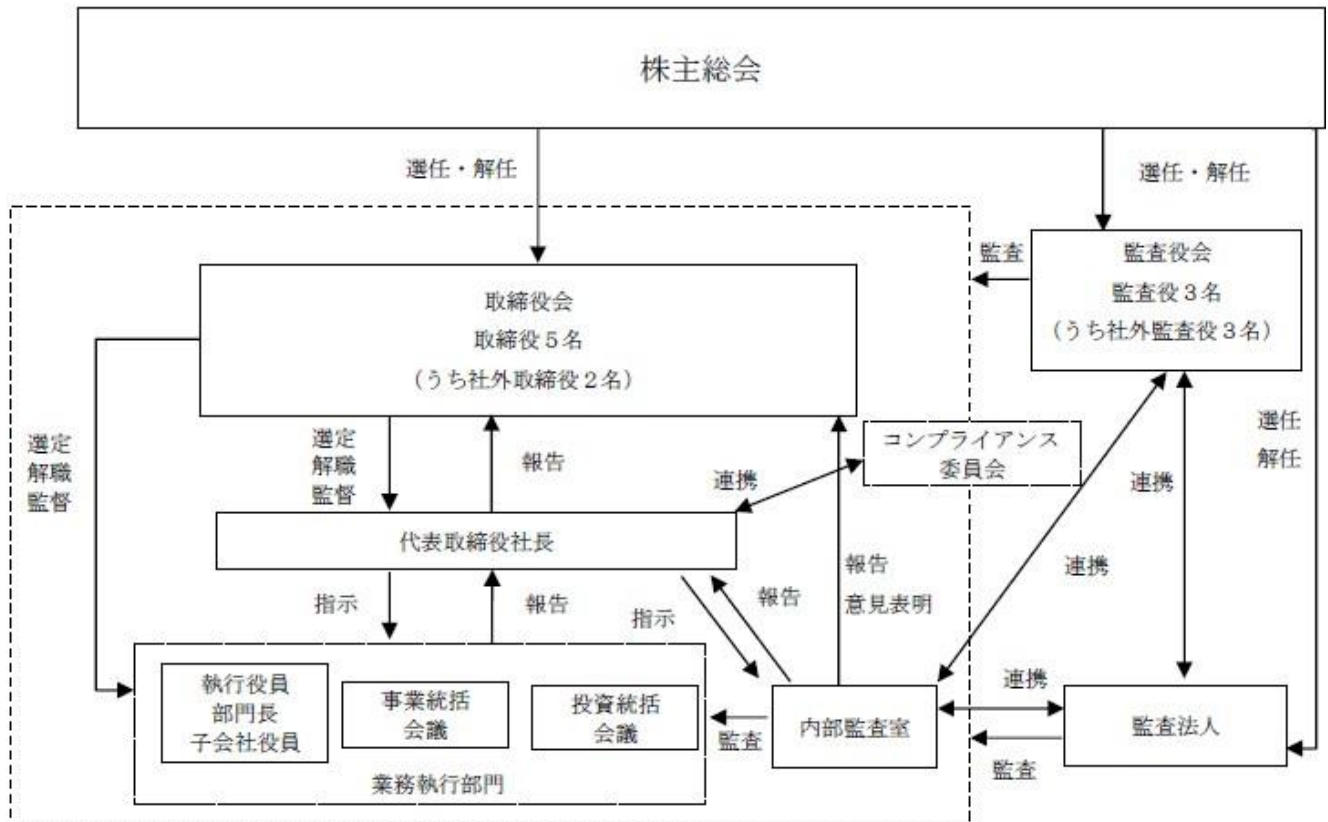 株主総会
選任・解任
選任・解任
監査役会
監査役３名
（うち社外監査役３名）
監査
取締役会
取締役５名
（うち社外取締役２名）
選定
解職
監督
選定
解職
監督
報告
連携
コンプライアンス
委員会
選任
解任
連携
代表取締役社長
連携
報告
意見表明
指示
報告
指示
報告
執行役員
部門長
子会社役員
事業統括
会議
投資統括
会議
業務執行部門
監査
内部監査室
連携
監査
監査法人